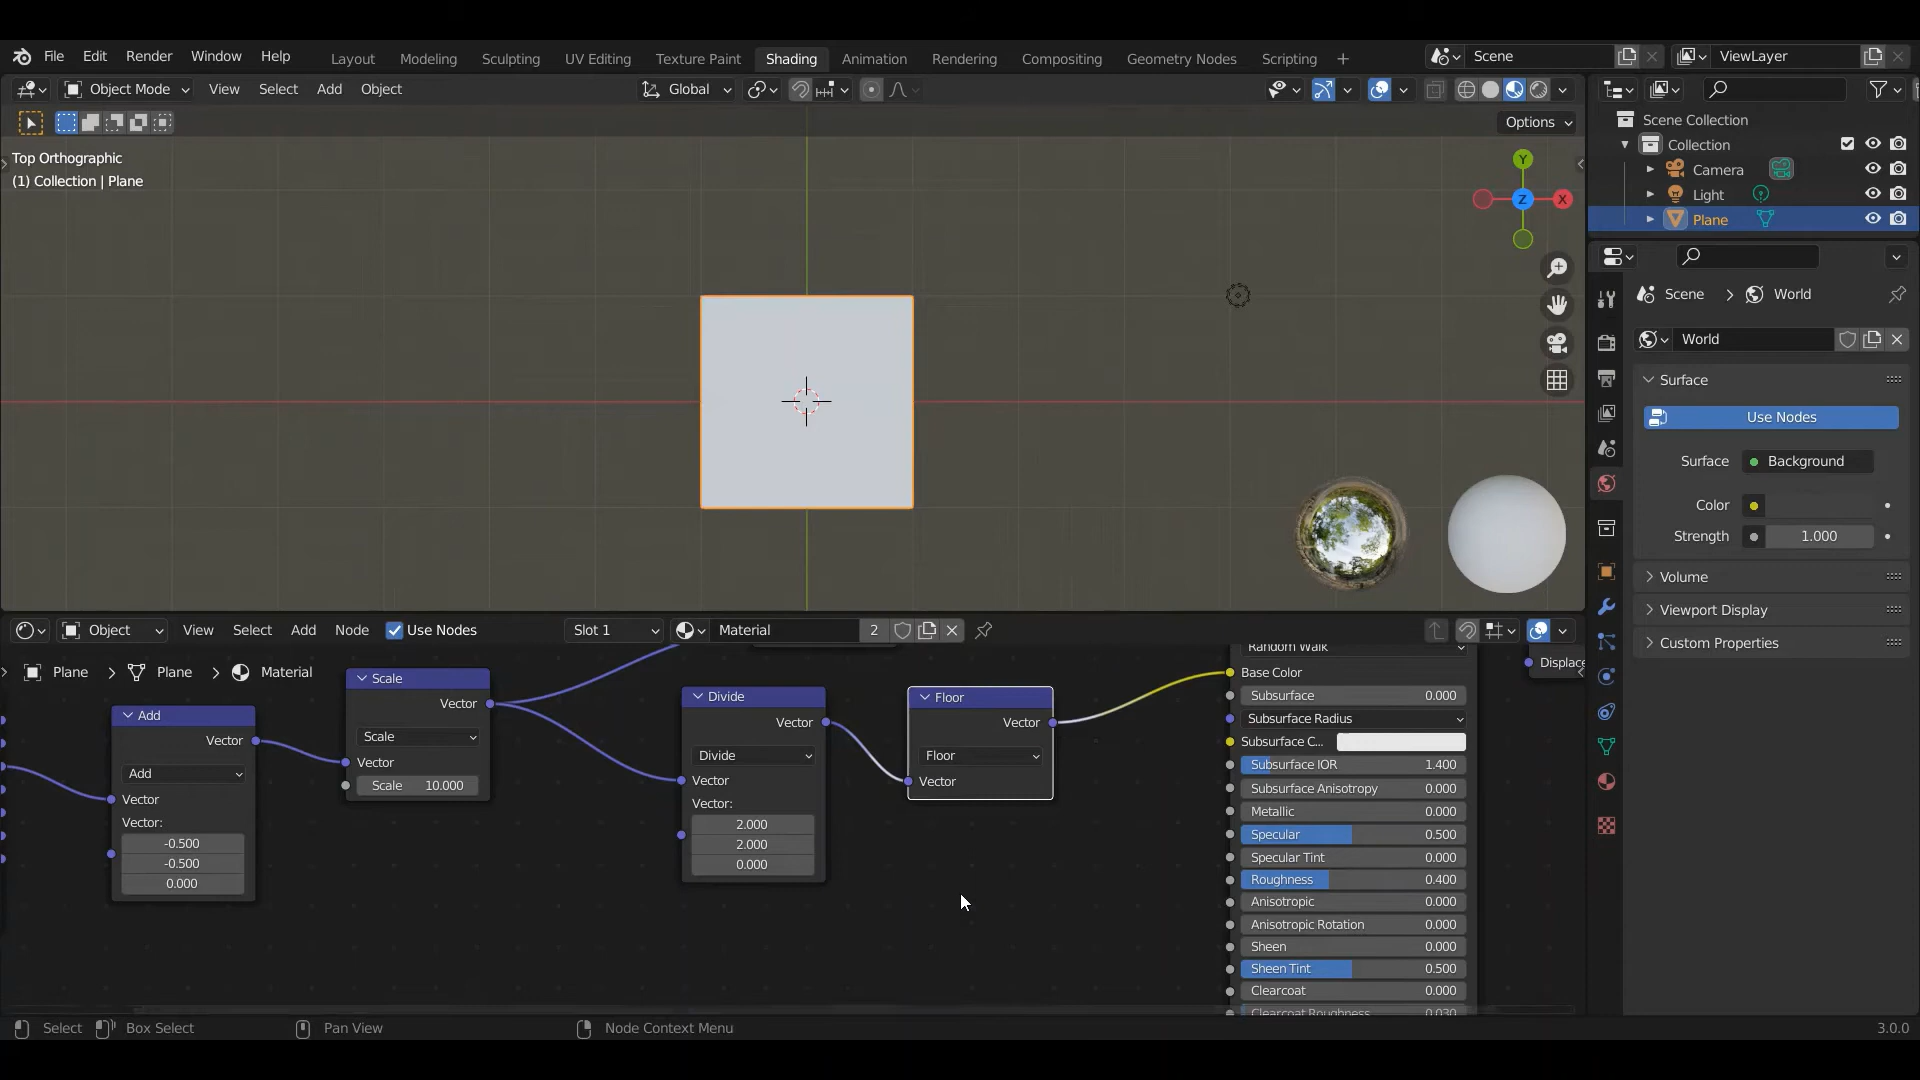 File Edit Render Window Help
Layout Modeling Sculpting UV Editing Texture Paint Shading Animation Rendering Compositing Geometry Nodes Scripting +
Scene
ViewLayer
Object Mode View Select Add Object
Global
Options
Top Orthographic
(1) Collection | Plane
Y
Z
X
Scene Collection
Collection
Camera
Light
Plane
Scene > World
World
Surface
Use Nodes
Surface Background
Color
Strength 1.000
Volume
Viewport Display
Custom Properties
Object View Select Add Node Use Nodes Slot 1 Material 2
Plane > Plane > Material
Add
Vector
Add
Vector
Vector:
-0.500
-0.500
0.000
Scale
Vector
Scale
Vector
Scale 10.000
Divide
Vector
Divide
Vector
Vector:
2.000
2.000
0.000
Floor
Vector
Floor
Vector
Random Walk
Base Color
Subsurface 0.000
Subsurface Radius
Subsurface C...
Subsurface IOR 1.400
Subsurface Anisotropy 0.000
Metallic 0.000
Specular 0.500
Specular Tint 0.000
Roughness 0.400
Anisotropic 0.000
Anisotropic Rotation 0.000
Sheen 0.000
Sheen Tint 0.500
Clearcoat 0.000
Clearcoat Roughness 0.030
Displace
Select Box Select Pan View Node Context Menu
3.0.0